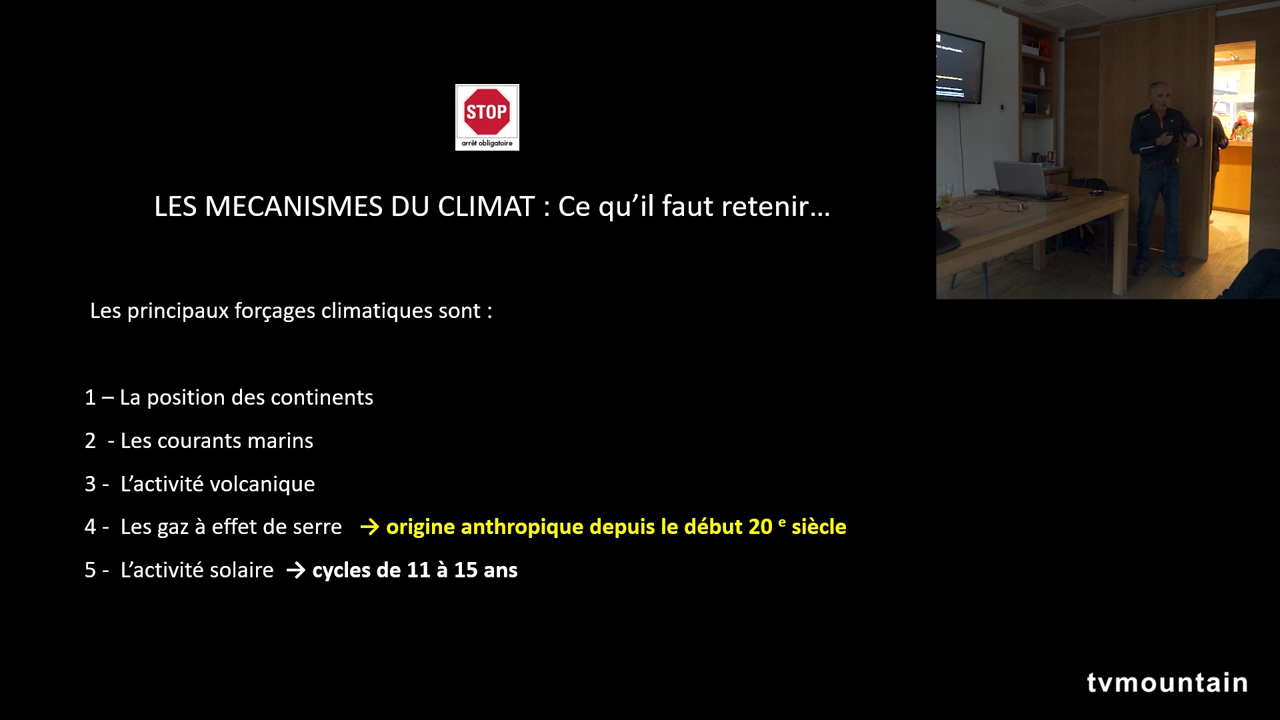 STOP
arrêt obligatoire
LES MECANISMES DU CLIMAT : Ce qu’il faut retenir…
Les principaux forçages climatiques sont :
1 – La position des continents
2 - Les courants marins
3 - L’activité volcanique
4 - Les gaz à effet de serre → origine anthropique depuis le début 20 e siècle
5 - L’activité solaire → cycles de 11 à 15 ans
tvmountain